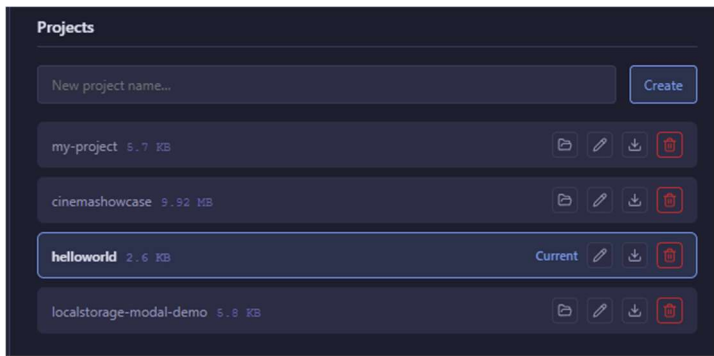 Projects
New project name...
Create
my-project 5.7 KB
cinemashowcase 9.92 MB
helloworld 2.6 KB Current
localstorage-modal-demo 5.8 KB